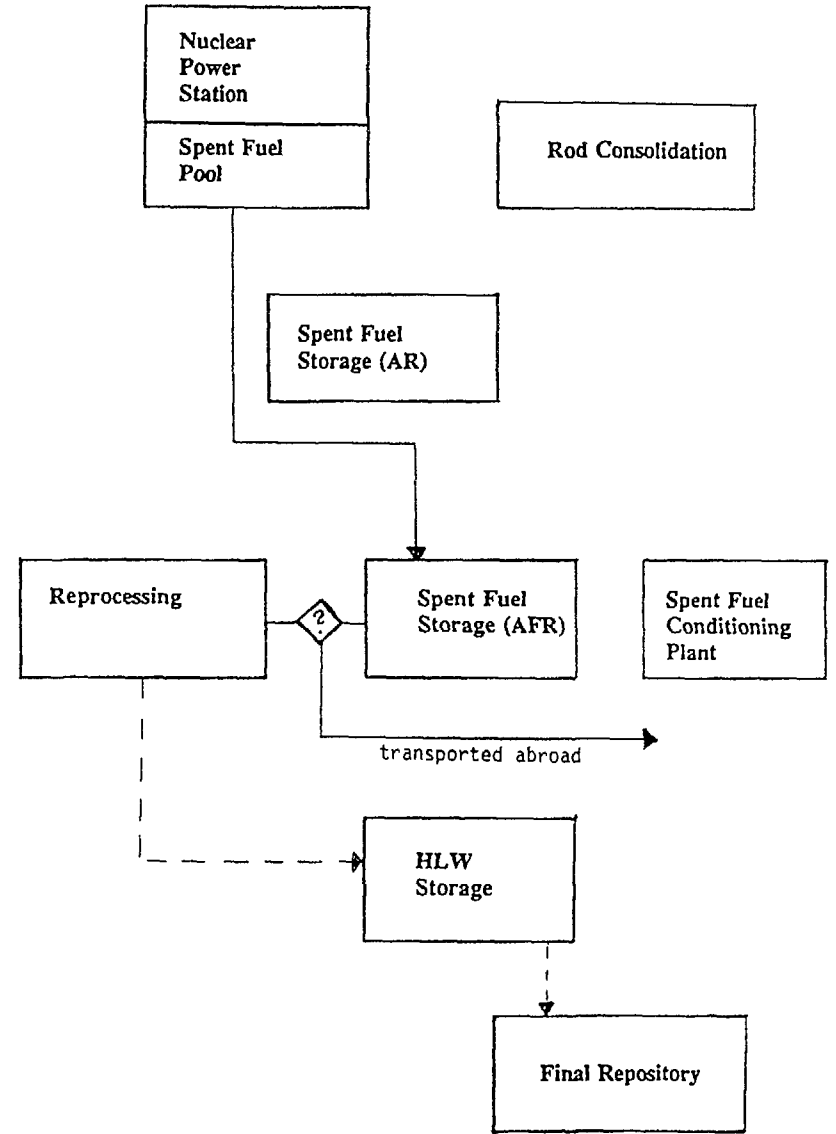 Nuclear
Power
Station
Spent Fuel
Pool
Rod Consolidation
Spent Fuel
Storage (AR)
Reprocessing
?
Spent Fuel
Storage (AFR)
Spent Fuel
Conditioning
Plant
transported abroad
HLW
Storage
Final Repository